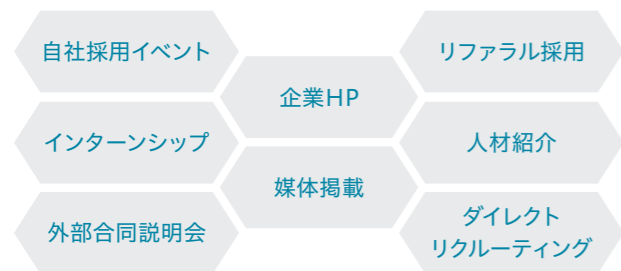 自社採用イベント
リファラル採用
企業HP
インターンシップ
人材紹介
媒体掲載
外部合同説明会
ダイレクト
リクルーティング